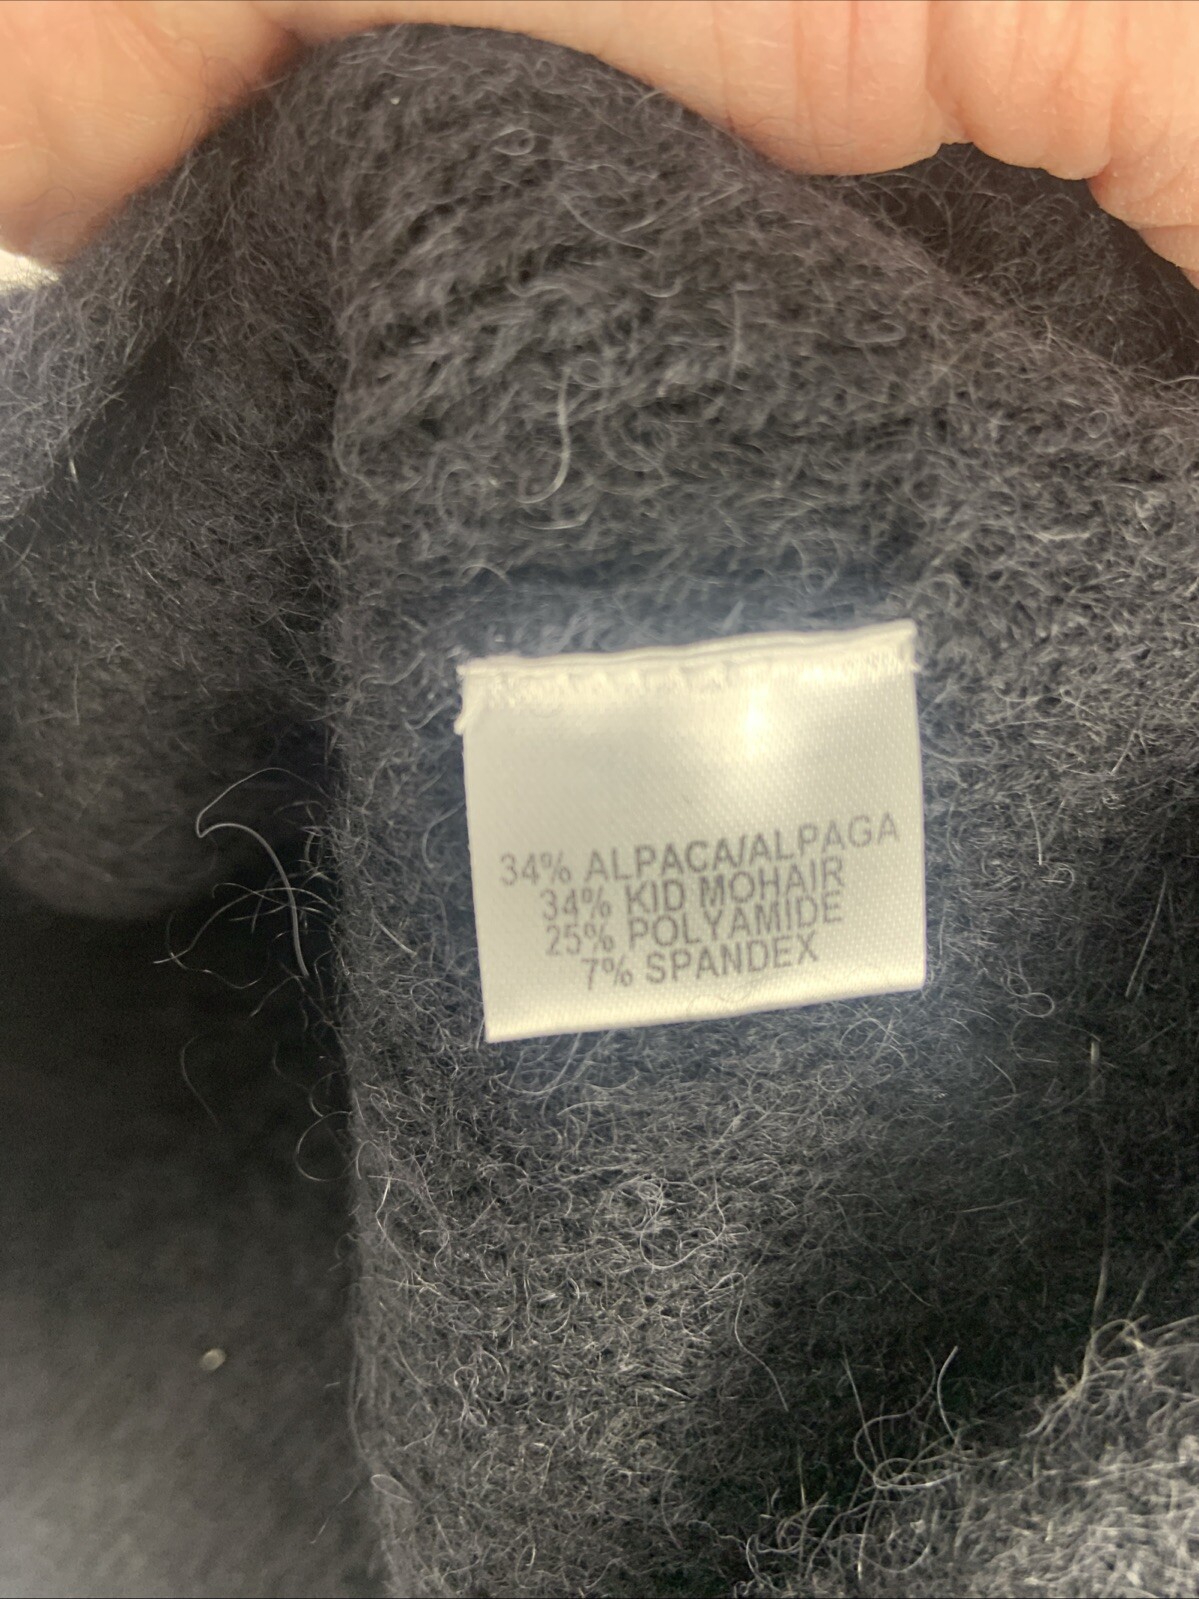 34% ALPACA/ALPAGA
34% KID MOHAIR
25% POLYAMIDE
7% SPANDEX